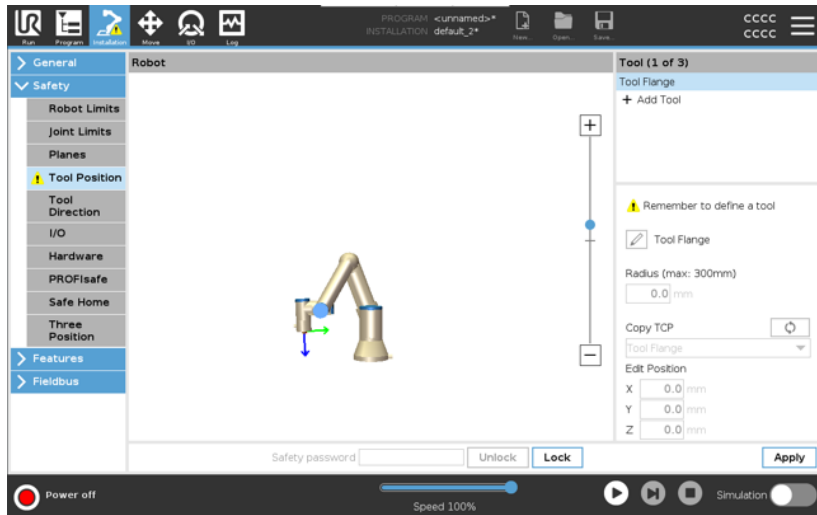 UR
Run
Program
Installation
Move
I/O
Log
PROGRAM <unnamed>*
INSTALLATION default_2*
New...
Open...
Save...
CCCC
CCCC
General
Safety
Robot Limits
Joint Limits
Planes
Tool Position
Tool
Direction
I/O
Hardware
PROFIsafe
Safe Home
Three
Position
Features
Fieldbus
Robot
Tool (1 of 3)
Tool Flange
+ Add Tool
Remember to define a tool
Tool Flange
Radius (max: 300mm)
0.0 mm
Copy TCP
Tool Flange
Edit Position
X 0.0 mm
Y 0.0 mm
Z 0.0 mm
Safety password
Unlock
Lock
Apply
Power off
Speed 100%
Simulation